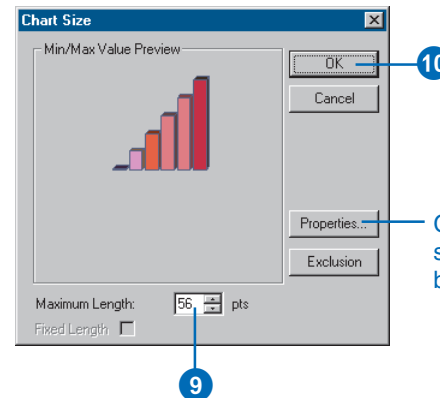 Chart Size
Min/Max Value Preview
OK
10
Cancel
Properties...
Exclusion
Maximum Length: 56 pts
Fixed Length
9